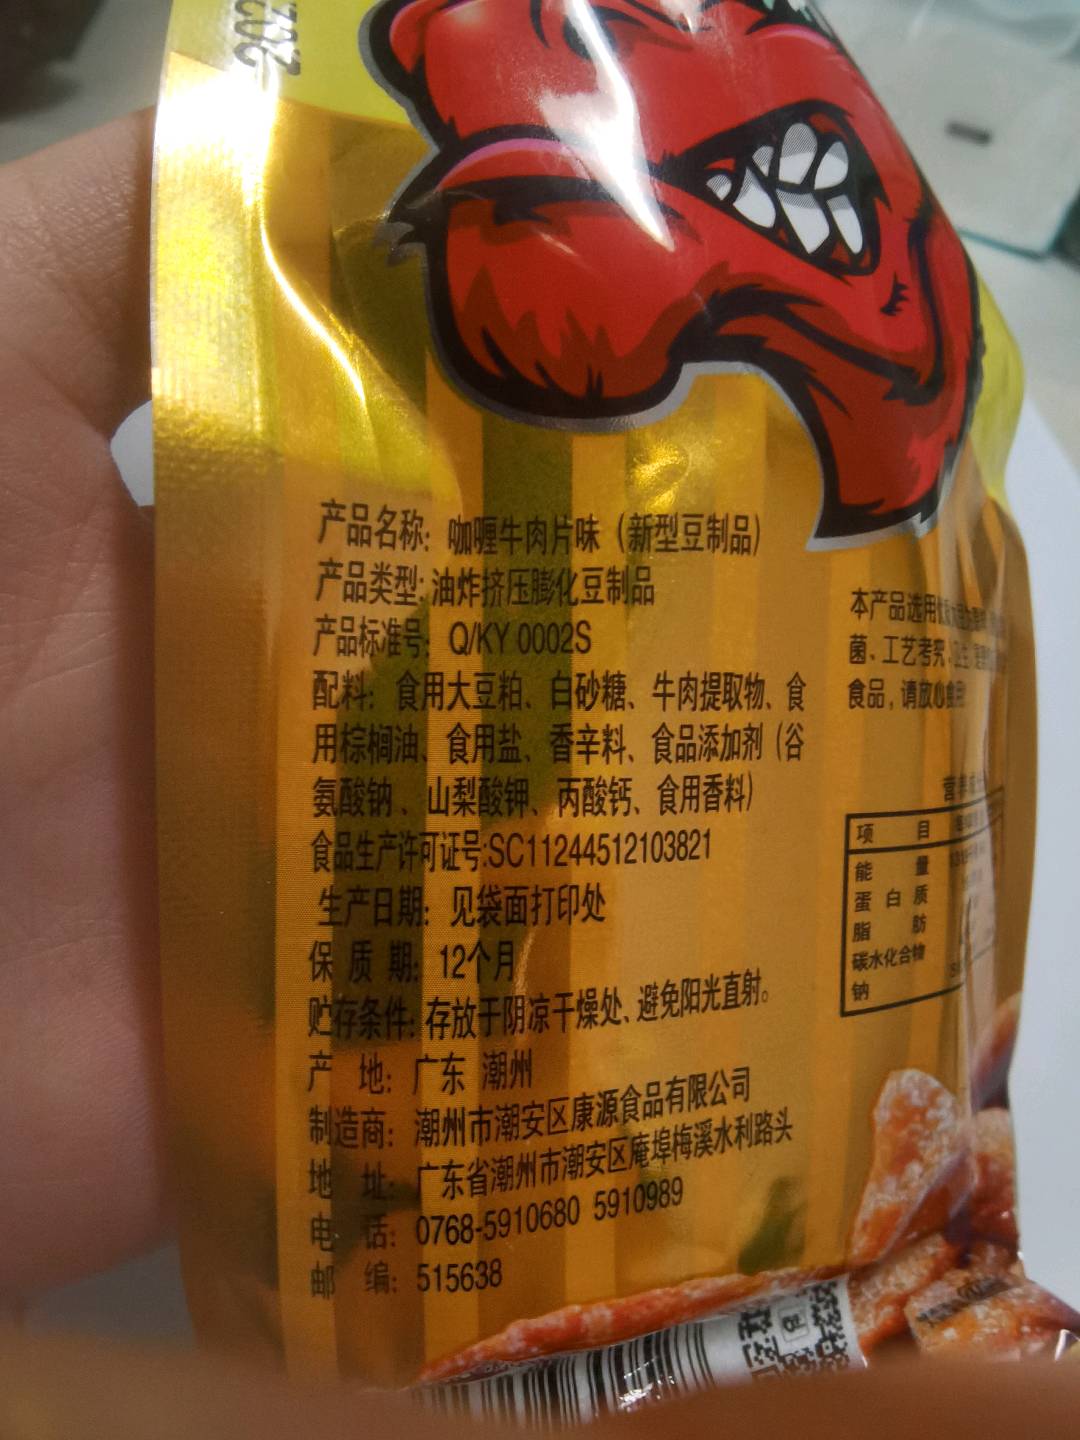 202
产品名称：咖喱牛肉片味（新型豆制品）
产品类型：油炸挤压膨化豆制品
产品标准号：Q/KY 0002S
配料：食用大豆粕、白砂糖、牛肉提取物、食
用棕榈油、食用盐、香辛料、食品添加剂（谷
氨酸钠、山梨酸钾、丙酸钙、食用香料）
食品生产许可证号:SC11244512103821
生产日期：见袋面打印处
保 质 期：12个月
贮存条件：存放于阴凉干燥处、避免阳光直射。
产 地：广东 潮州
制造商：潮州市潮安区康源食品有限公司
地 址：广东省潮州市潮安区庵埠梅溪水利路头
电 话：0768-5910680 5910989
邮 编：515638
本产品选用
菌、工艺考究、卫生
食品，请放心食用
营养成
项 目
能 量
蛋 白 质
脂 肪
碳水化合物
钠